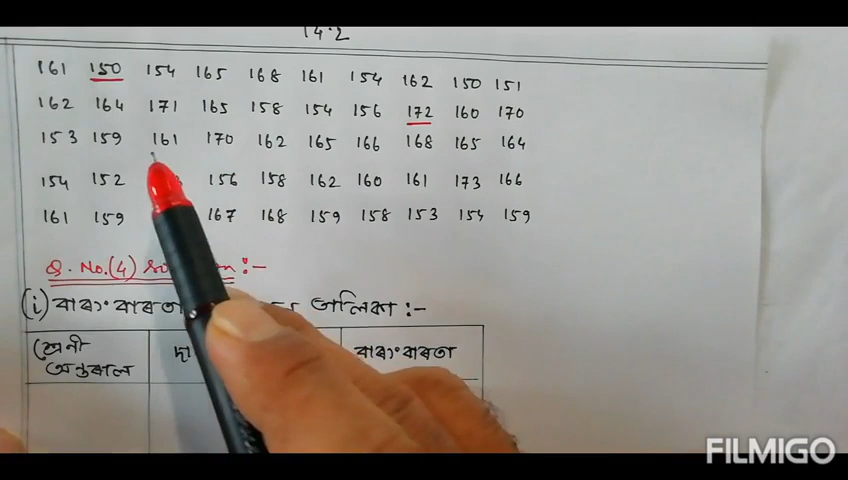 14.2
161 150 154 165 168 161 154 162 150 151
162 164 171 165 158 154 156 172 160 170
153 159 161 170 162 165 166 168 165 164
154 152 156 158 162 160 161 173 166
161 159 167 168 159 158 153 154 159
Q. No.(4) :-
(i) তালিকা :-
শ্ৰেণী অন্তৰাল
বাৰংবাৰতা
FILMIGO